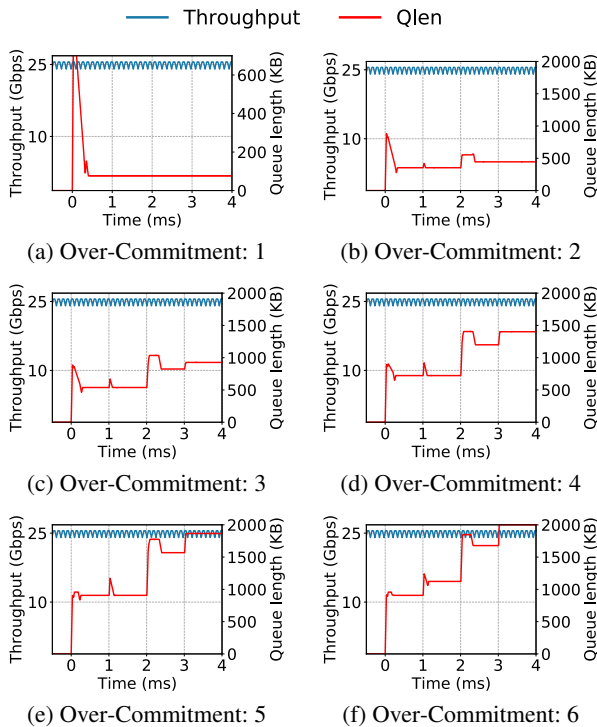 Throughput Qlen
Throughput (Gbps)
25
10
600
400
200
0
Queue length (KB)
0 1 2 3 4
Time (ms)
(a) Over-Commitment: 1
Throughput (Gbps)
25
10
2000
1500
1000
500
0
Queue length (KB)
0 1 2 3 4
Time (ms)
(b) Over-Commitment: 2
Throughput (Gbps)
25
10
2000
1500
1000
500
0
Queue length (KB)
0 1 2 3 4
Time (ms)
(c) Over-Commitment: 3
Throughput (Gbps)
25
10
2000
1500
1000
500
0
Queue length (KB)
0 1 2 3 4
Time (ms)
(d) Over-Commitment: 4
Throughput (Gbps)
25
10
2000
1500
1000
500
0
Queue length (KB)
0 1 2 3 4
Time (ms)
(e) Over-Commitment: 5
Throughput (Gbps)
25
10
2000
1500
1000
500
0
Queue length (KB)
0 1 2 3 4
Time (ms)
(f) Over-Commitment: 6